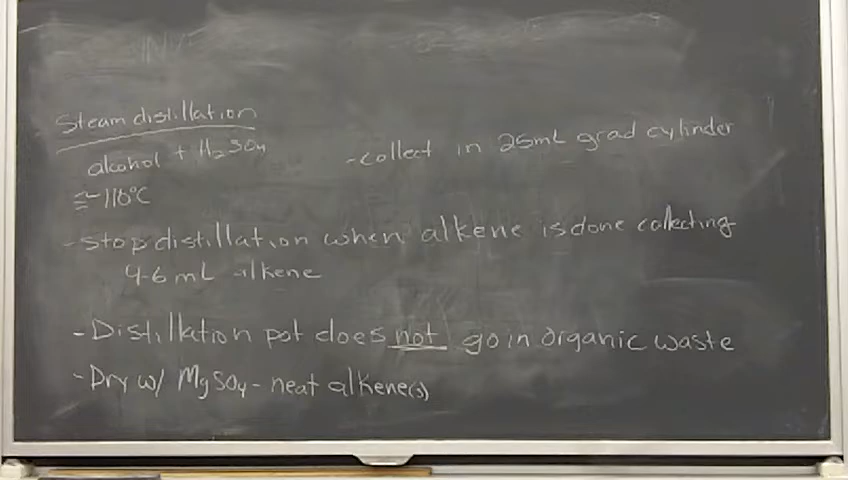 Steam distillation
alcohol + H₂SO₄
-collect in 25mL grad cylinder
≅~110°C
-stop distillation when alkene is done collecting
4-6 mL alkene
-Distillation pot does not go in organic waste
-Dry w/ MgSO₄ - neat alkene(s)